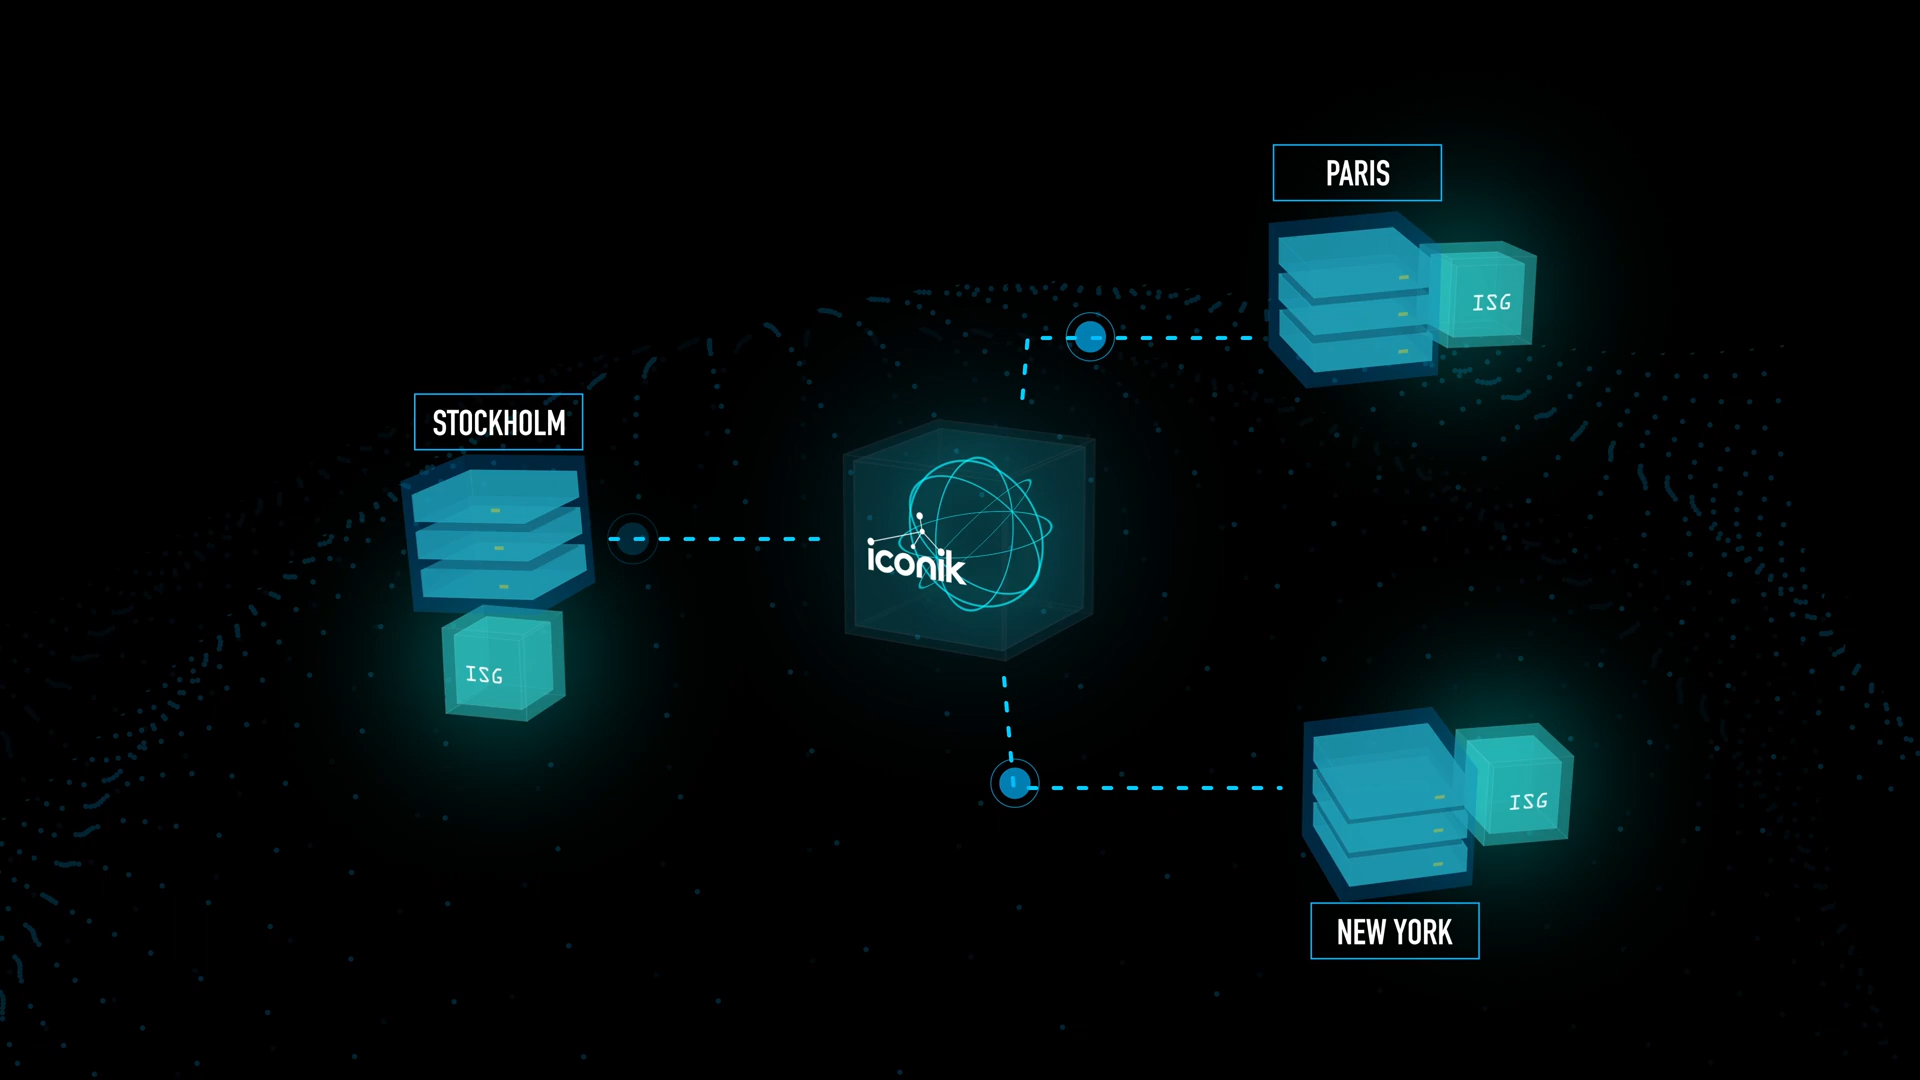 PARIS
ISG
STOCKHOLM
iconik
ISG
ISG
NEW YORK